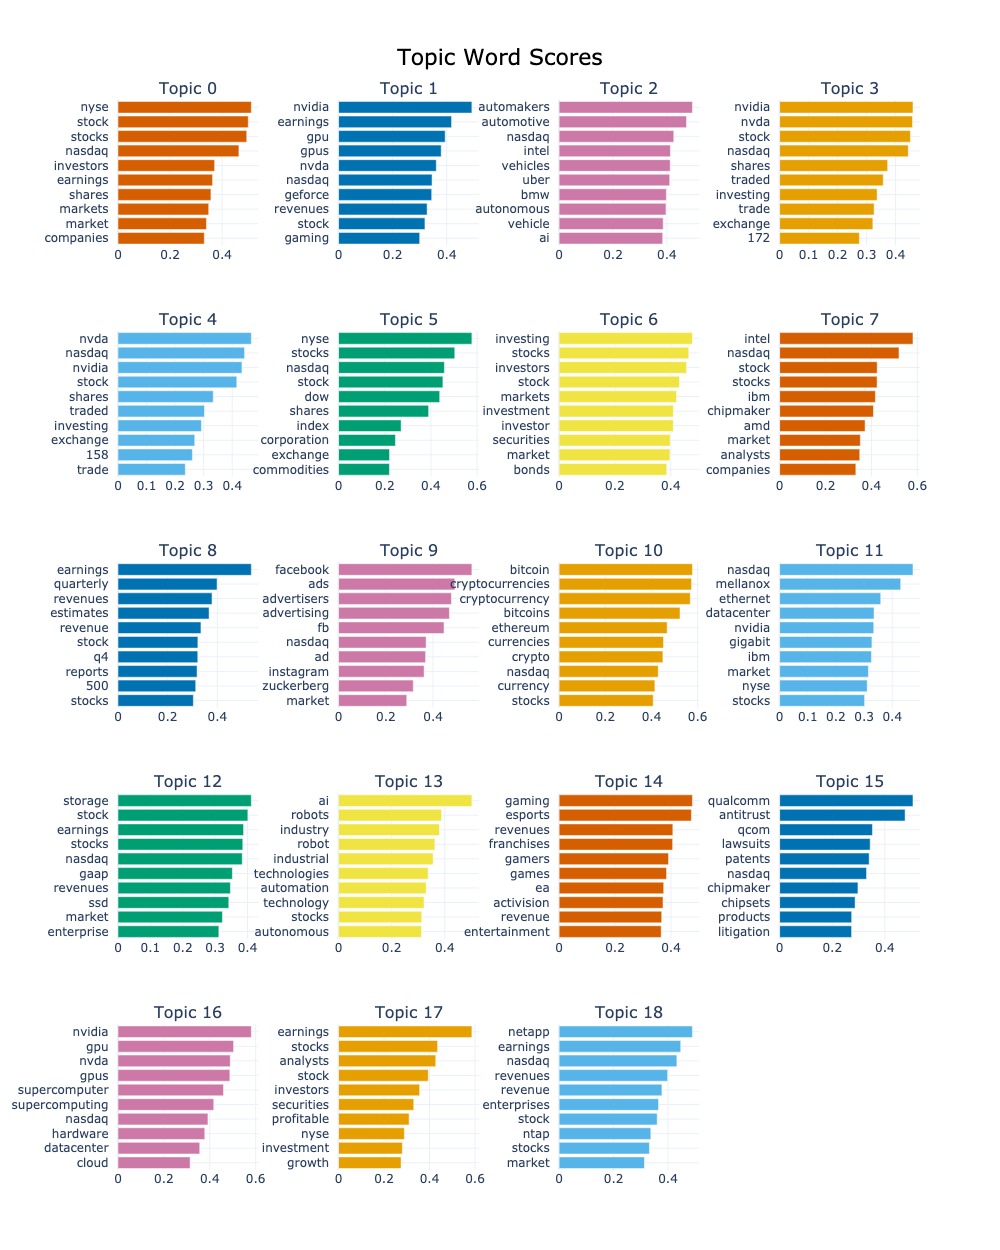 Topic Word Scores
Topic 0
nyse
stock
stocks
nasdaq
investors
earnings
shares
markets
market
companies
0 0.2 0.4
Topic 1
nvidia
earnings
gpu
gpus
nvda
nasdaq
geforce
revenues
stock
gaming
0 0.2 0.4
Topic 2
automakers
automotive
nasdaq
intel
vehicles
uber
bmw
autonomous
vehicle
ai
0 0.2 0.4
Topic 3
nvidia
nvda
stock
nasdaq
shares
traded
investing
trade
exchange
172
0 0.1 0.2 0.3 0.4
Topic 4
nvda
nasdaq
nvidia
stock
shares
traded
investing
exchange
158
trade
0 0.1 0.2 0.3 0.4
Topic 5
nyse
stocks
nasdaq
stock
dow
shares
index
corporation
exchange
commodities
0 0.2 0.4 0.6
Topic 6
investing
stocks
investors
stock
markets
investment
investor
securities
market
bonds
0 0.2 0.4
Topic 7
intel
nasdaq
stock
stocks
ibm
chipmaker
amd
market
analysts
companies
0 0.2 0.4 0.6
Topic 8
earnings
quarterly
revenues
estimates
revenue
stock
q4
reports
500
stocks
0 0.2 0.4
Topic 9
facebook
ads
advertisers
advertising
fb
nasdaq
ad
instagram
zuckerberg
market
0 0.2 0.4
Topic 10
bitcoin
cryptocurrencies
cryptocurrency
bitcoins
ethereum
currencies
crypto
nasdaq
currency
stocks
0 0.2 0.4 0.6
Topic 11
nasdaq
mellanox
ethernet
datacenter
nvidia
gigabit
ibm
market
nyse
stocks
0 0.1 0.2 0.3 0.4
Topic 12
storage
stock
earnings
stocks
nasdaq
gaap
revenues
ssd
market
enterprise
0 0.1 0.2 0.3 0.4
Topic 13
ai
robots
industry
robot
industrial
technologies
automation
technology
stocks
autonomous
0 0.2 0.4
Topic 14
gaming
esports
revenues
franchises
gamers
games
ea
activision
revenue
entertainment
0 0.2 0.4
Topic 15
qualcomm
antitrust
qcom
lawsuits
patents
nasdaq
chipmaker
chipsets
products
litigation
0 0.2 0.4
Topic 16
nvidia
gpu
nvda
gpus
supercomputer
supercomputing
nasdaq
hardware
datacenter
cloud
0 0.2 0.4 0.6
Topic 17
earnings
stocks
analysts
stock
investors
securities
profitable
nyse
investment
growth
0 0.2 0.4 0.6
Topic 18
netapp
earnings
nasdaq
revenues
revenue
enterprises
stock
ntap
stocks
market
0 0.2 0.4